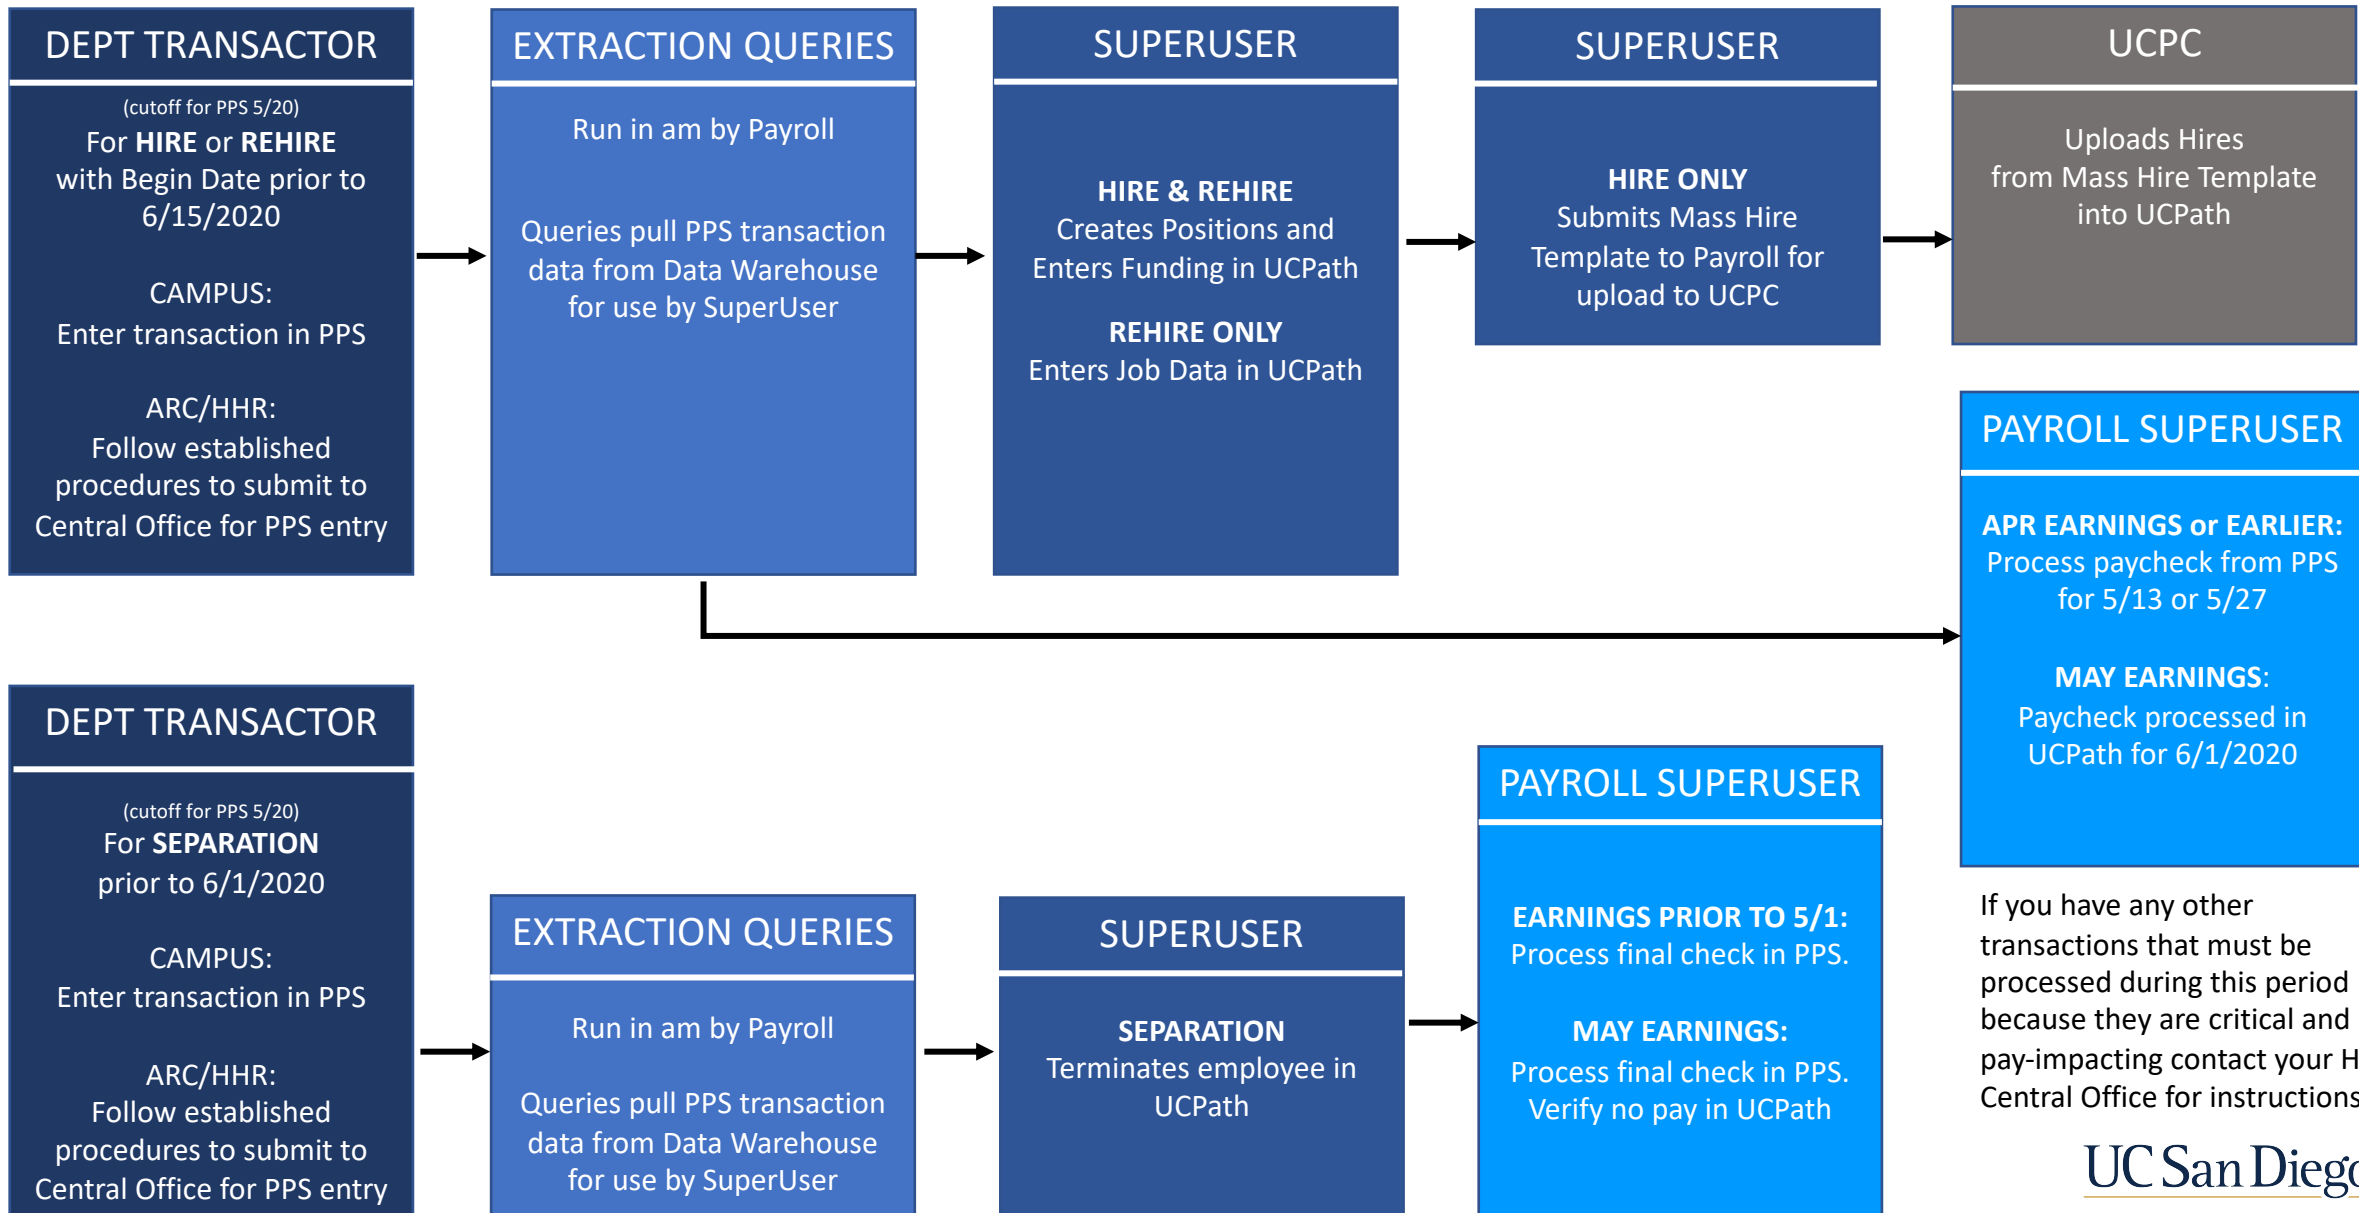 DEPT TRANSACTOR
(cutoff for PPS 5/20)
For HIRE or REHIRE
with Begin Date prior to
6/15/2020
CAMPUS:
Enter transaction in PPS
ARC/HHR:
Follow established
procedures to submit to
Central Office for PPS entry
EXTRACTION QUERIES
Run in am by Payroll
Queries pull PPS transaction
data from Data Warehouse
for use by SuperUser
SUPERUSER
HIRE & REHIRE
Creates Positions and
Enters Funding in UCPath
REHIRE ONLY
Enters Job Data in UCPath
SUPERUSER
HIRE ONLY
Submits Mass Hire
Template to Payroll for
upload to UCPC
UCPC
Uploads Hires
from Mass Hire Template
into UCPath
PAYROLL SUPERUSER
APR EARNINGS or EARLIER:
Process paycheck from PPS
for 5/13 or 5/27
MAY EARNINGS:
Paycheck processed in
UCPath for 6/1/2020
DEPT TRANSACTOR
(cutoff for PPS 5/20)
For SEPARATION
prior to 6/1/2020
CAMPUS:
Enter transaction in PPS
ARC/HHR:
Follow established
procedures to submit to
Central Office for PPS entry
EXTRACTION QUERIES
Run in am by Payroll
Queries pull PPS transaction
data from Data Warehouse
for use by SuperUser
SUPERUSER
SEPARATION
Terminates employee in
UCPath
PAYROLL SUPERUSER
EARNINGS PRIOR TO 5/1:
Process final check in PPS.
MAY EARNINGS:
Process final check in PPS.
Verify no pay in UCPath
If you have any other
transactions that must be
processed during this period
because they are critical and
pay-impacting contact your
Central Office for instructions
UC San Diego